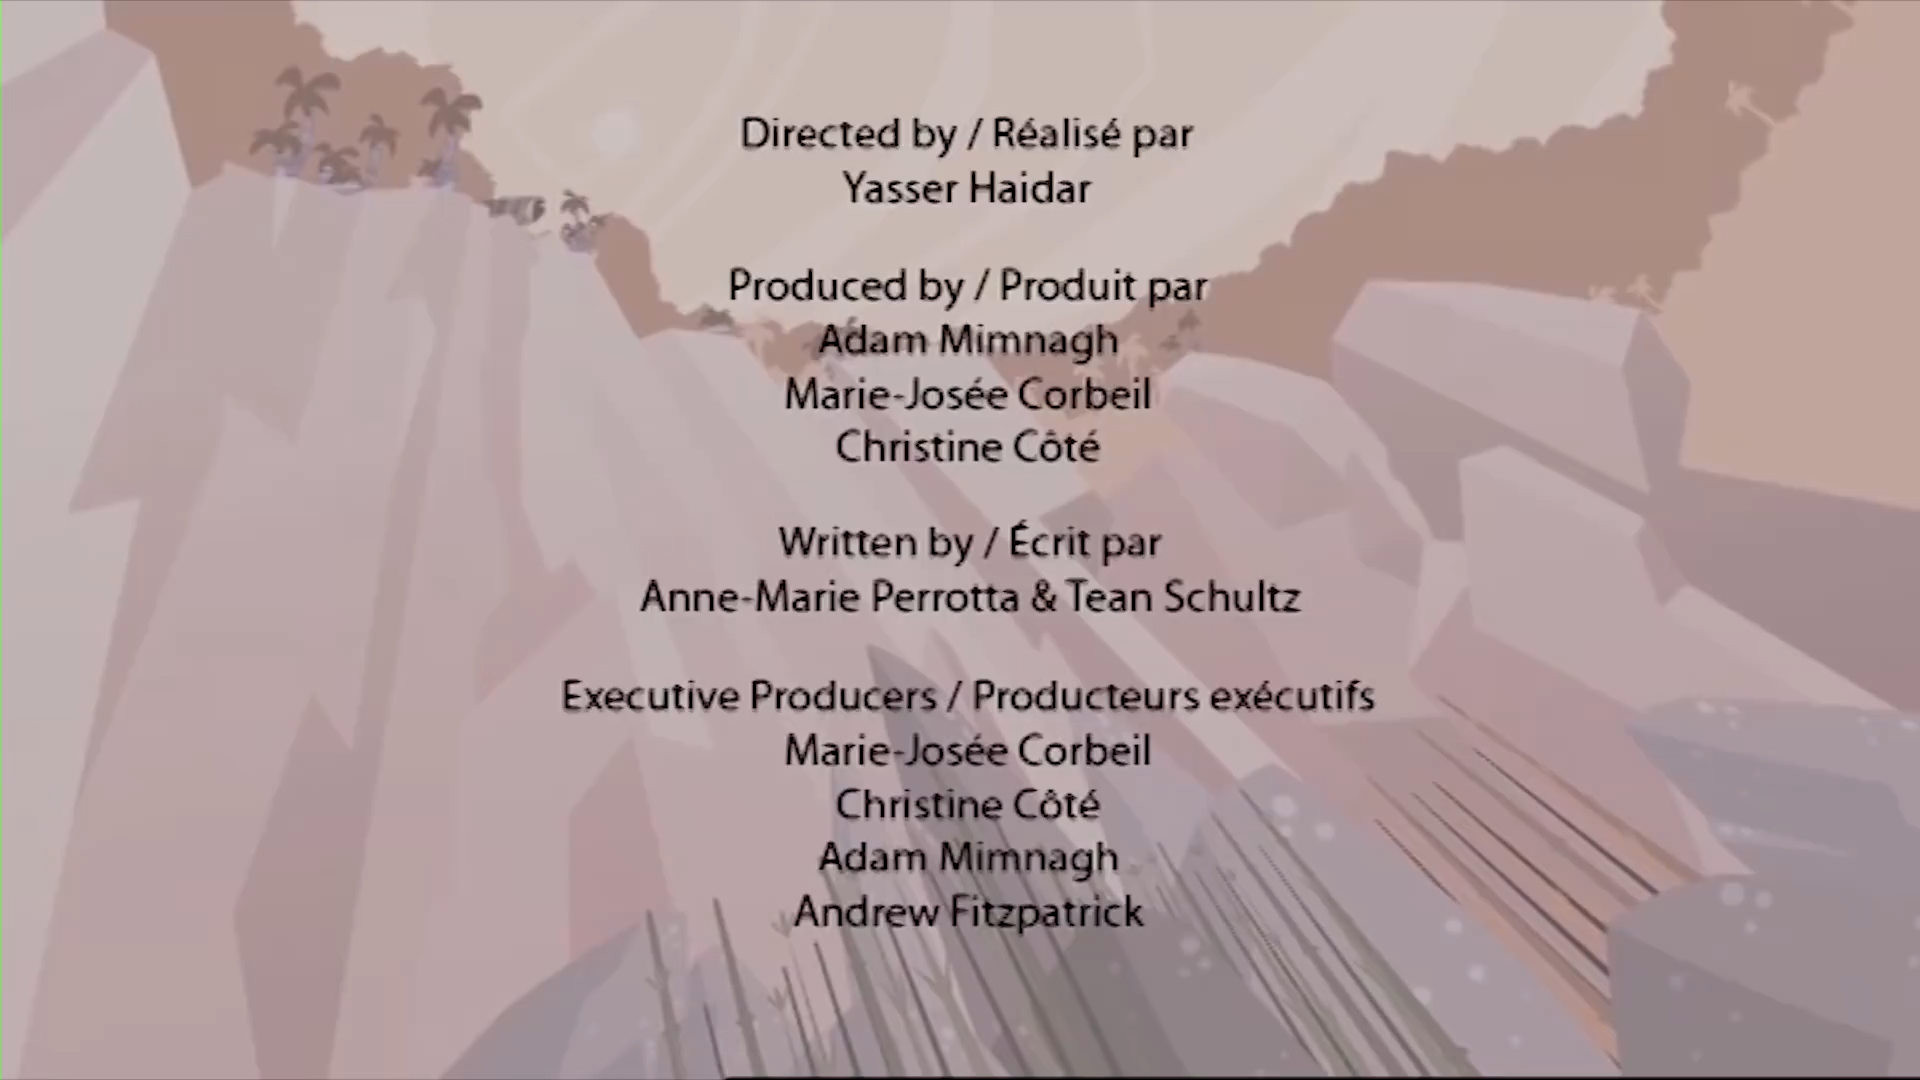 Directed by / Réalisé par
Yasser Haidar
Produced by / Produit par
Adam Mimnagh
Marie-Josée Corbeil
Christine Côté
Written by / Écrit par
Anne-Marie Perrotta & Tean Schultz
Executive Producers / Producteurs exécutifs
Marie-Josée Corbeil
Christine Côté
Adam Mimnagh
Andrew Fitzpatrick